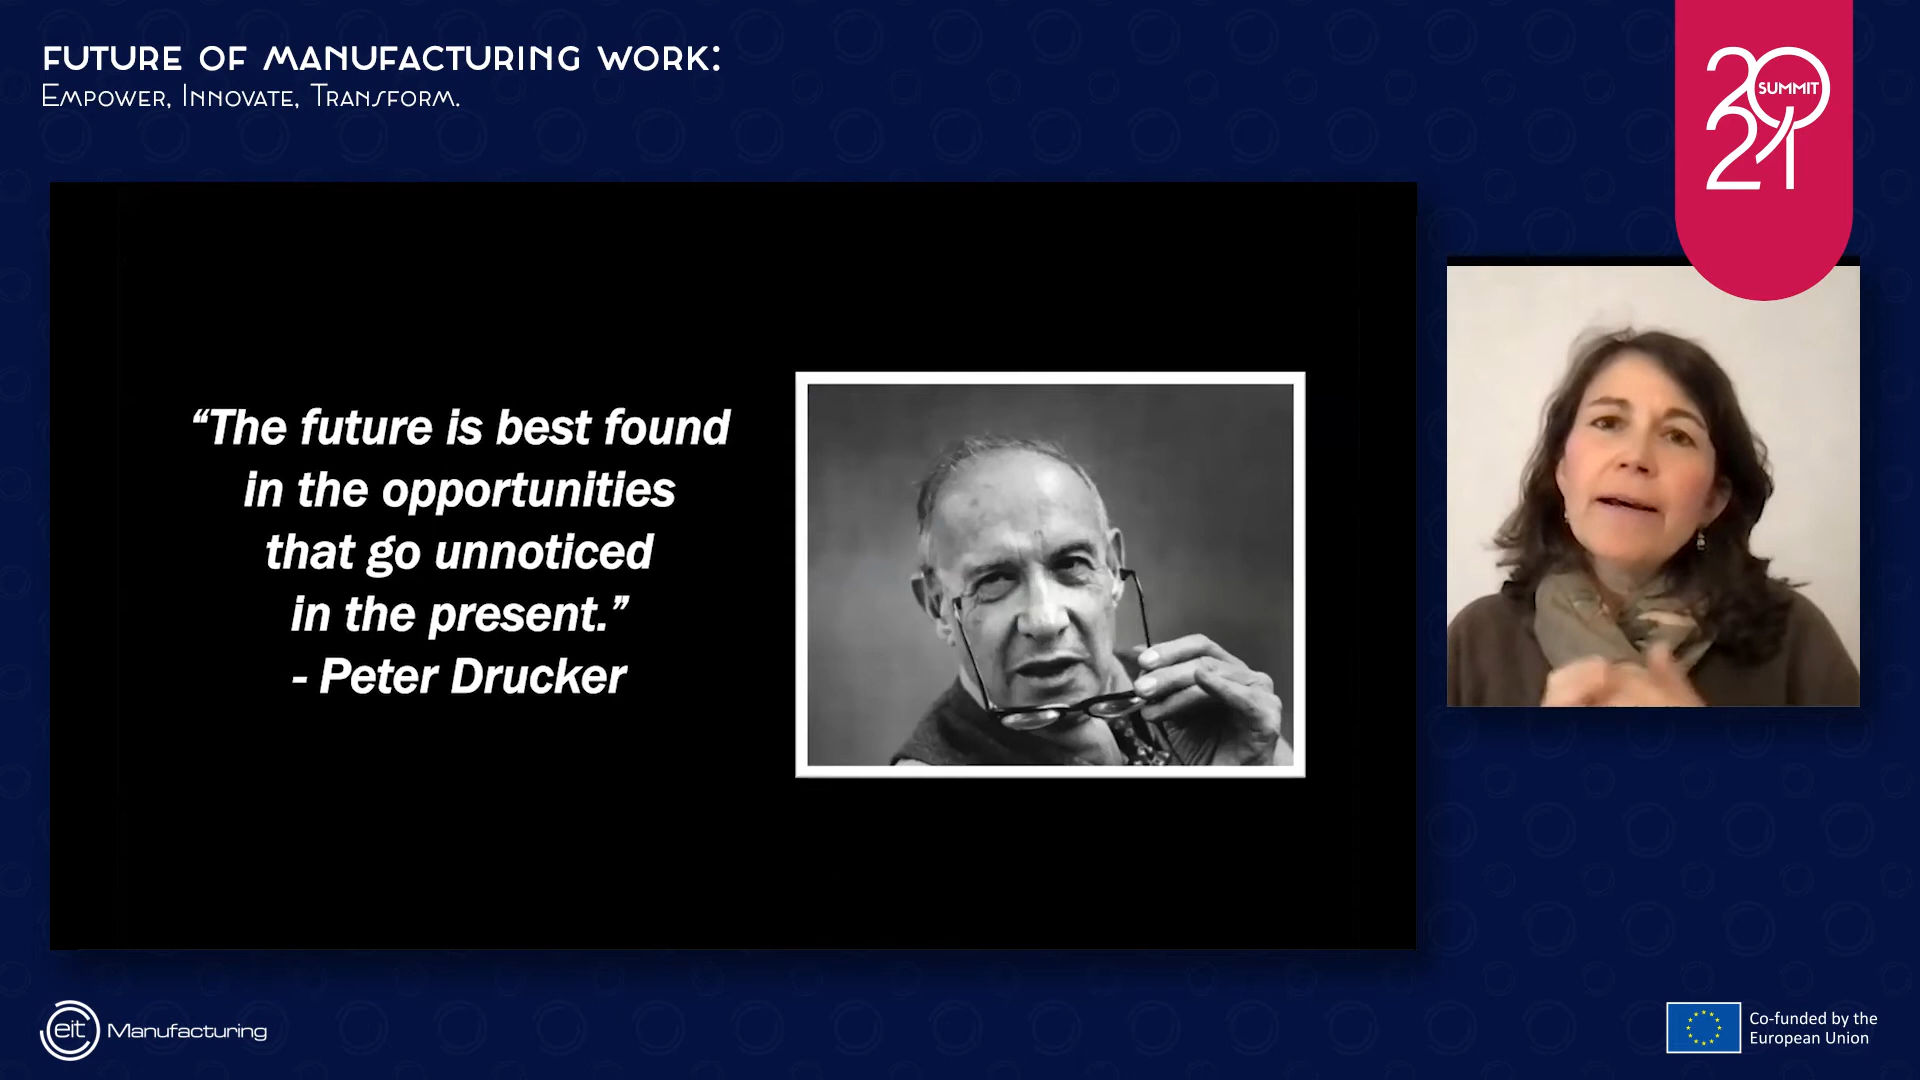 FUTURE OF MANUFACTURING WORK:
EMPOWER, INNOVATE, TRANSFORM.
20
SUMMIT
21
“The future is best found
in the opportunities
that go unnoticed
in the present.”
- Peter Drucker
eit Manufacturing
Co-funded by the
European Union